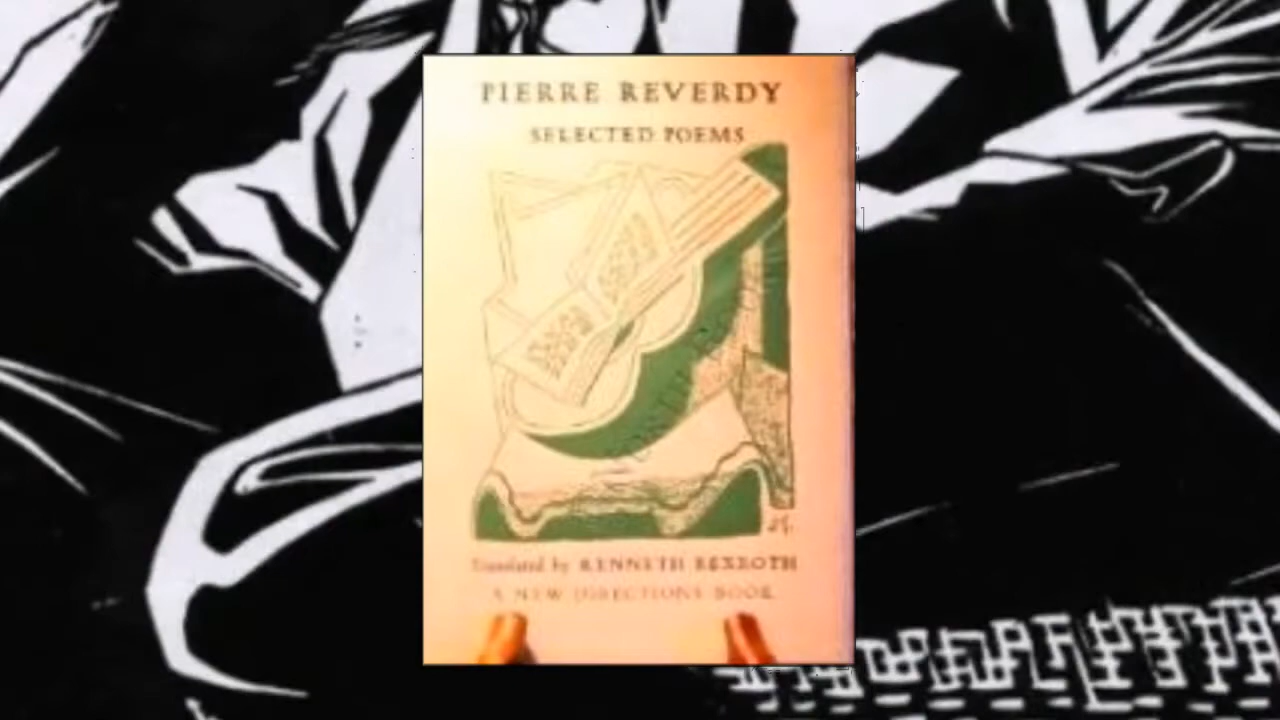 PIERRE REVERDY
SELECTED POEMS
Translated by KENNETH REXROTH
A NEW DIRECTIONS BOOK